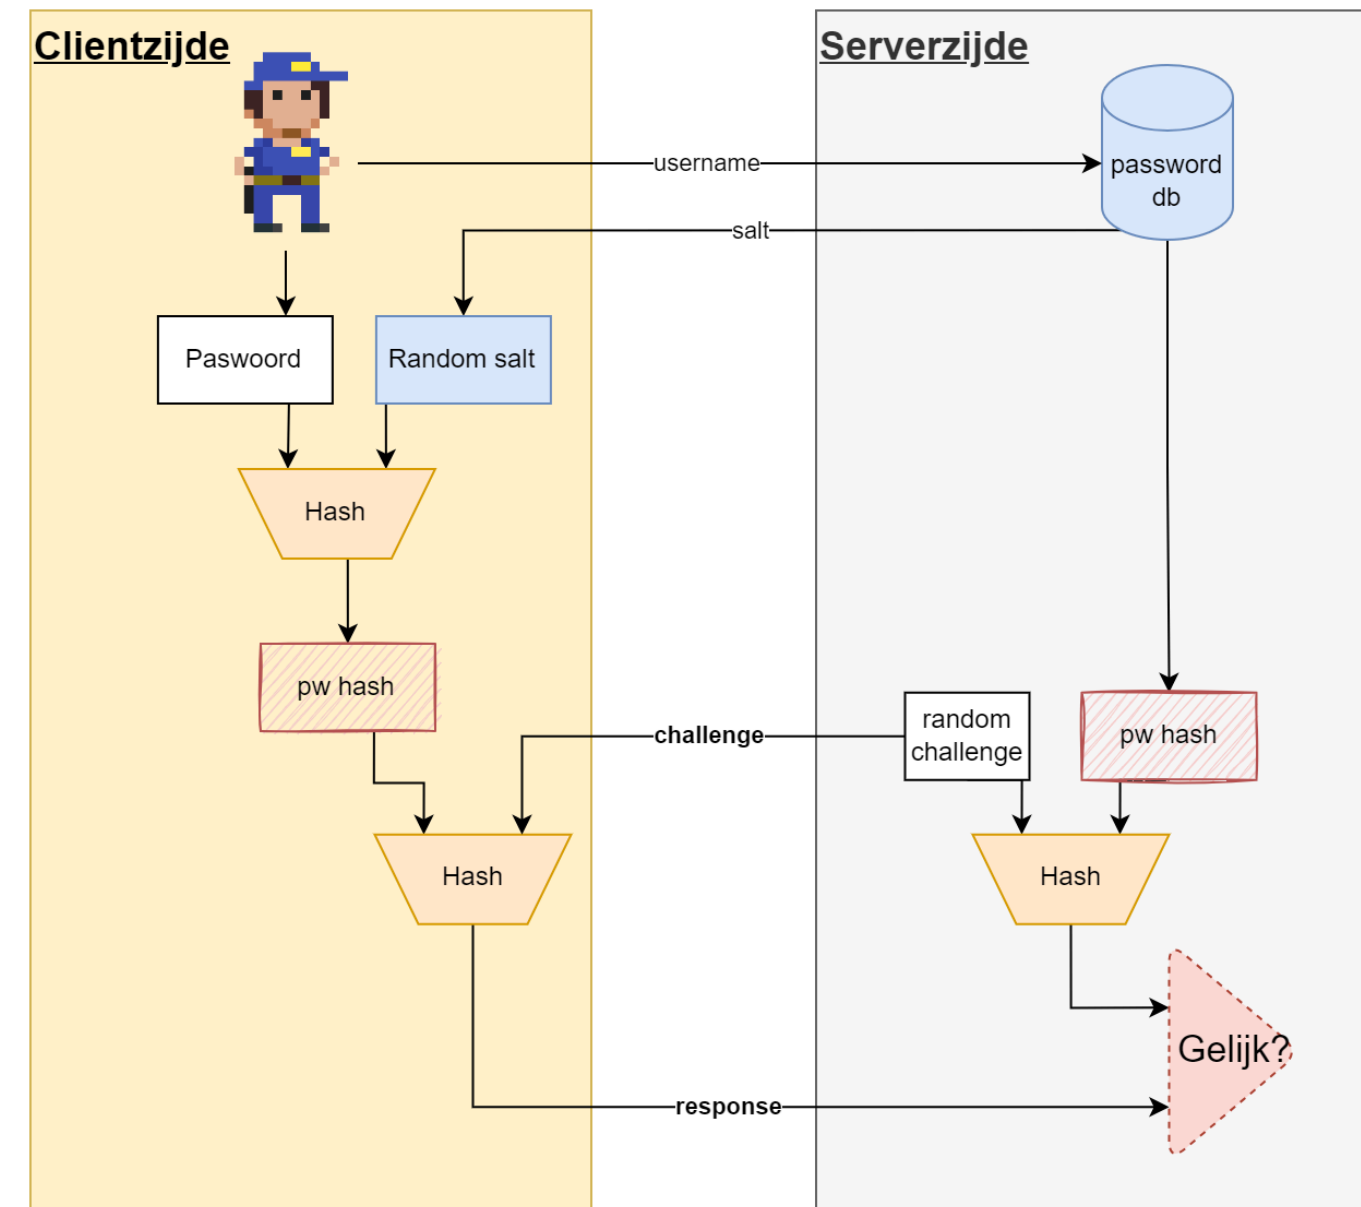 Clientzijde
Serverzijde
username
password
db
salt
Paswoord
Random salt
Hash
pw hash
challenge
random
challenge
pw hash
Hash
Hash
Gelijk?
response